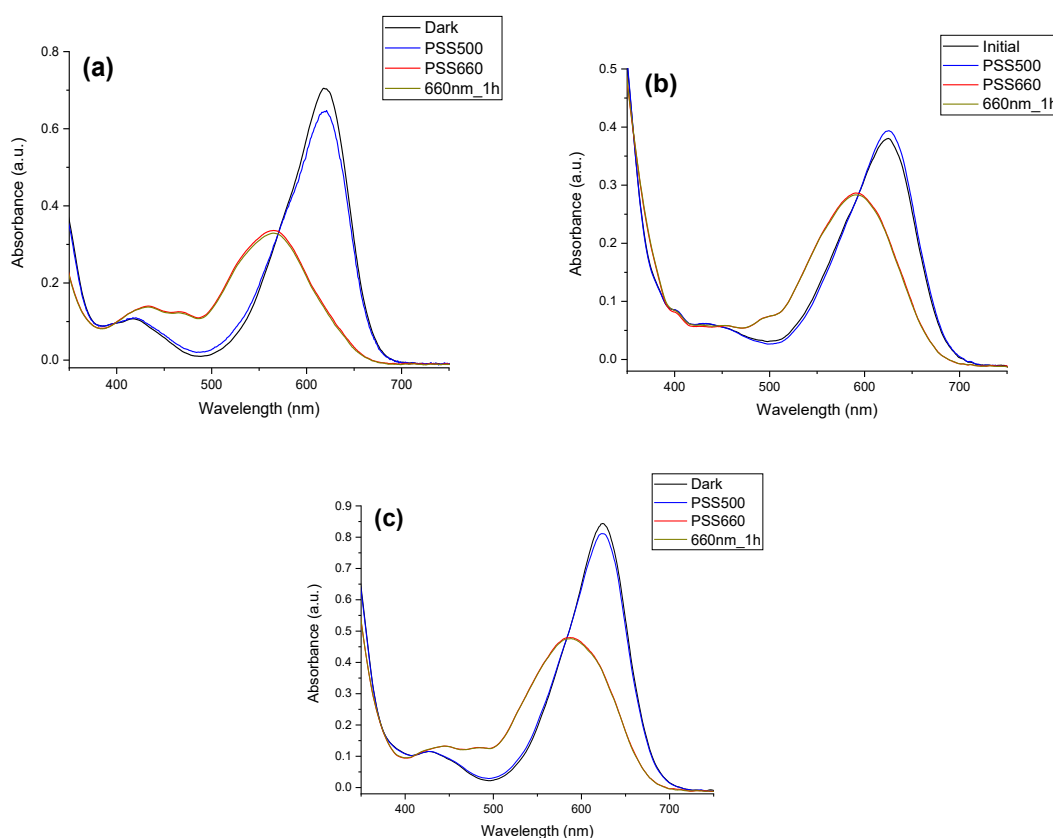 (a)
Dark
PSS500
PSS660
660nm_1h
0.8
0.6
0.4
0.2
0.0
Absorbance (a.u.)
400 500 600 700
Wavelength (nm)
(b)
Initial
PSS500
PSS660
660nm_1h
0.5
0.4
0.3
0.2
0.1
0.0
Absorbance (a.u.)
400 500 600 700
Wavelength (nm)
(c)
Dark
PSS500
PSS660
660nm_1h
0.9
0.8
0.7
0.6
0.5
0.4
0.3
0.2
0.1
0.0
Absorbance (a.u.)
400 500 600 700
Wavelength (nm)